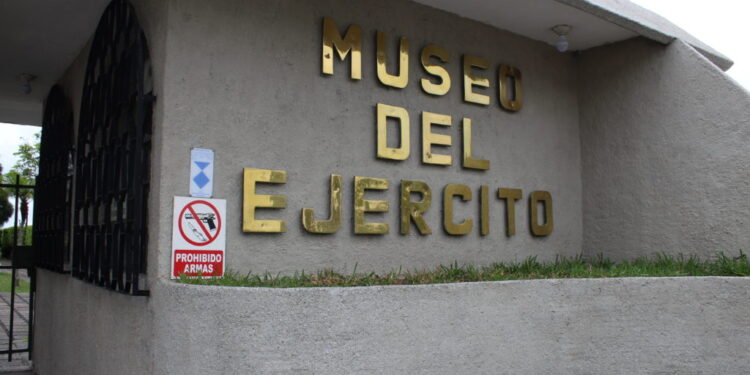 MUSEO
DEL
EJERCITO
PROHIBIDO
ARMAS